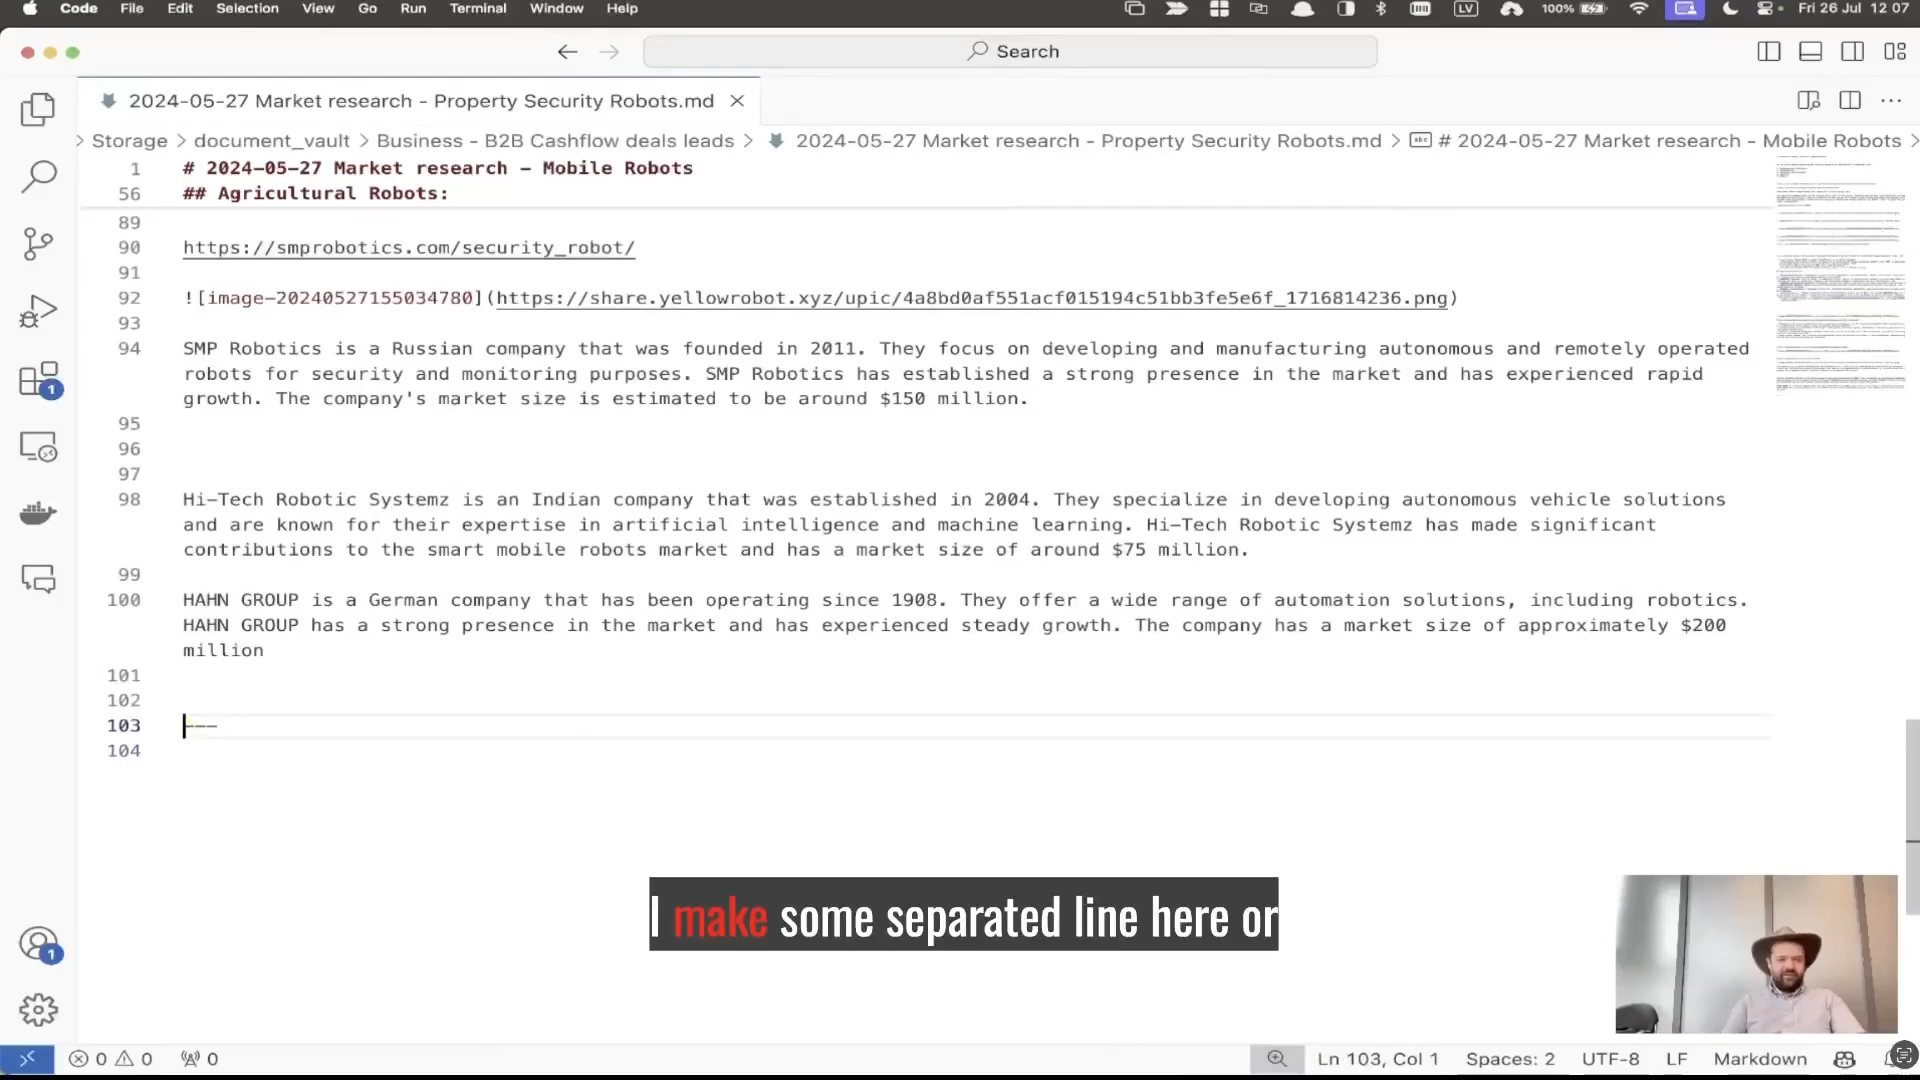 Code File Edit Selection View Go Run Terminal Window Help LV 100% Fri 26 Jul 12 07
Search
2024-05-27 Market research - Property Security Robots.md
Storage > document_vault > Business - B2B Cashflow deals leads > 2024-05-27 Market research - Property Security Robots.md > # 2024-05-27 Market research - Mobile Robots >
1 # 2024-05-27 Market research - Mobile Robots
56 ## Agricultural Robots:
89
90 https://smprobotics.com/security_robot/
91
92 ![image-20240527155034780](https://share.yellowrobot.xyz/upic/4a8bd0af551acf015194c51bb3fe5e6f_1716814236.png)
93
94 SMP Robotics is a Russian company that was founded in 2011. They focus on developing and manufacturing autonomous and remotely operated
robots for security and monitoring purposes. SMP Robotics has established a strong presence in the market and has experienced rapid
growth. The company's market size is estimated to be around $150 million.
95
96
97
98 Hi-Tech Robotic Systemz is an Indian company that was established in 2004. They specialize in developing autonomous vehicle solutions
and are known for their expertise in artificial intelligence and machine learning. Hi-Tech Robotic Systemz has made significant
contributions to the smart mobile robots market and has a market size of around $75 million.
99
100 HAHN GROUP is a German company that has been operating since 1908. They offer a wide range of automation solutions, including robotics.
HAHN GROUP has a strong presence in the market and has experienced steady growth. The company has a market size of approximately $200
million
101
102
103 ---
104
I make some separated line here or
0 0 0 Ln 103, Col 1 Spaces: 2 UTF-8 LF Markdown